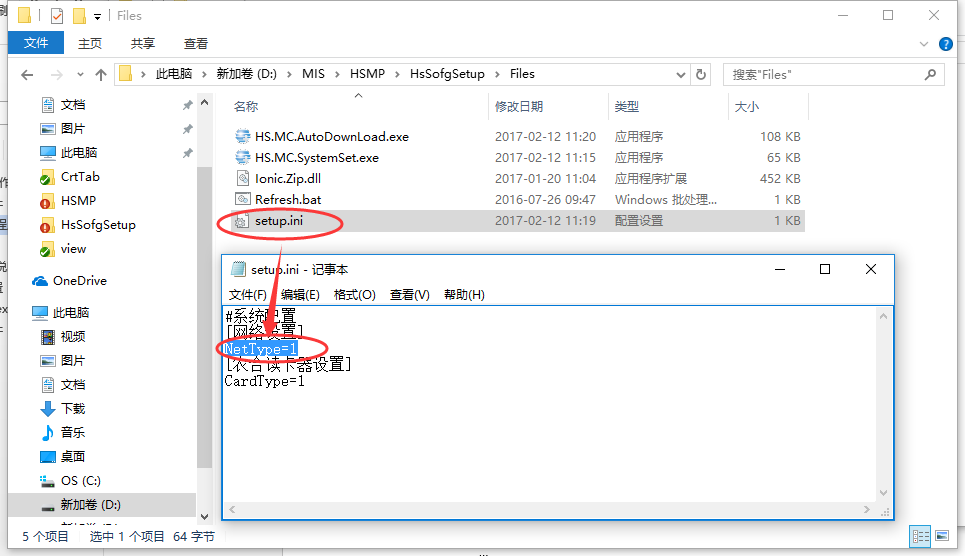 Files
文件 主页 共享 查看
此电脑 新加卷 (D:) MIS HSMP HsSofgSetup Files
搜索"Files"
文档
图片
此电脑
CrtTab
HSMP
HsSofgSetup
view
OneDrive
此电脑
视频
图片
文档
下载
音乐
桌面
OS (C:)
新加卷 (D:)
名称 修改日期 类型 大小
HS.MC.AutoDownLoad.exe 2017-02-12 11:20 应用程序 108 KB
HS.MC.SystemSet.exe 2017-02-12 11:15 应用程序 65 KB
Ionic.Zip.dll 2017-01-20 11:04 应用程序扩展 452 KB
Refresh.bat 2016-07-26 09:47 Windows 批处理... 1 KB
setup.ini 2017-02-12 11:19 配置设置 1 KB
setup.ini - 记事本
文件(F) 编辑(E) 格式(O) 查看(V) 帮助(H)
#系统配置
[网络设置]
NetType=1
[农合读卡器设置]
CardType=1
5 个项目 选中 1 个项目 64 字节